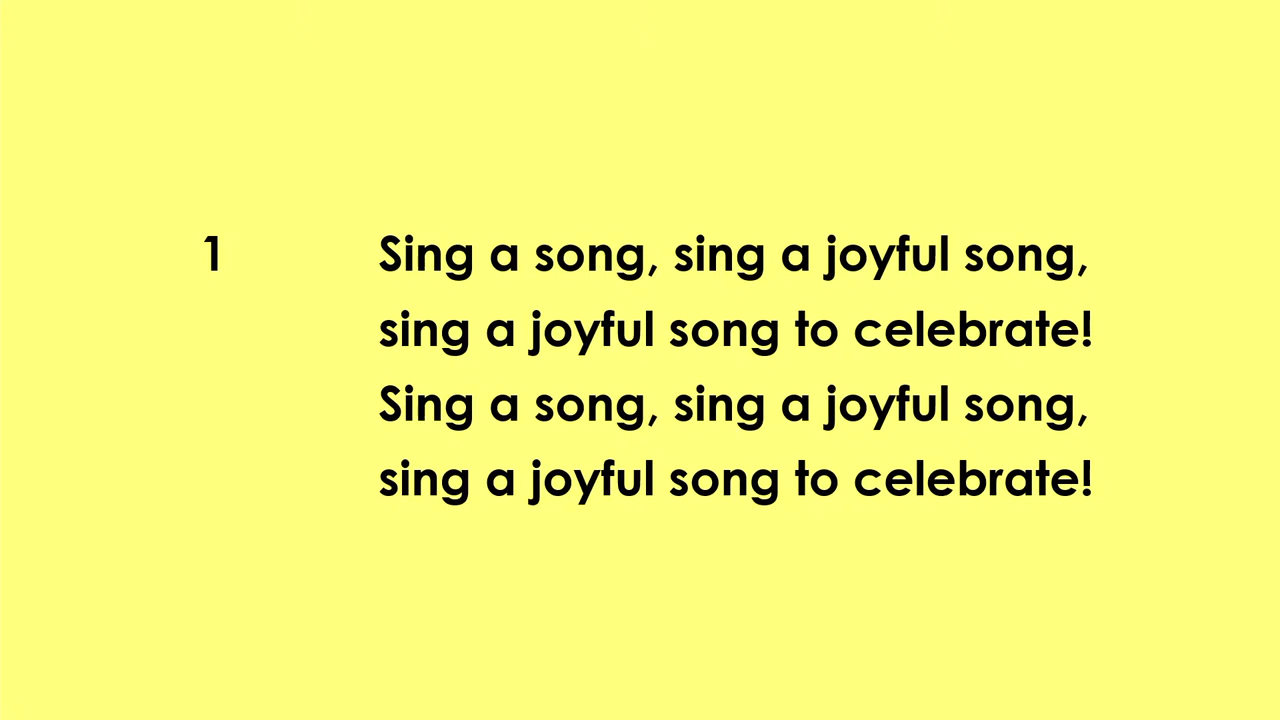 1 Sing a song, sing a joyful song,
sing a joyful song to celebrate!
Sing a song, sing a joyful song,
sing a joyful song to celebrate!